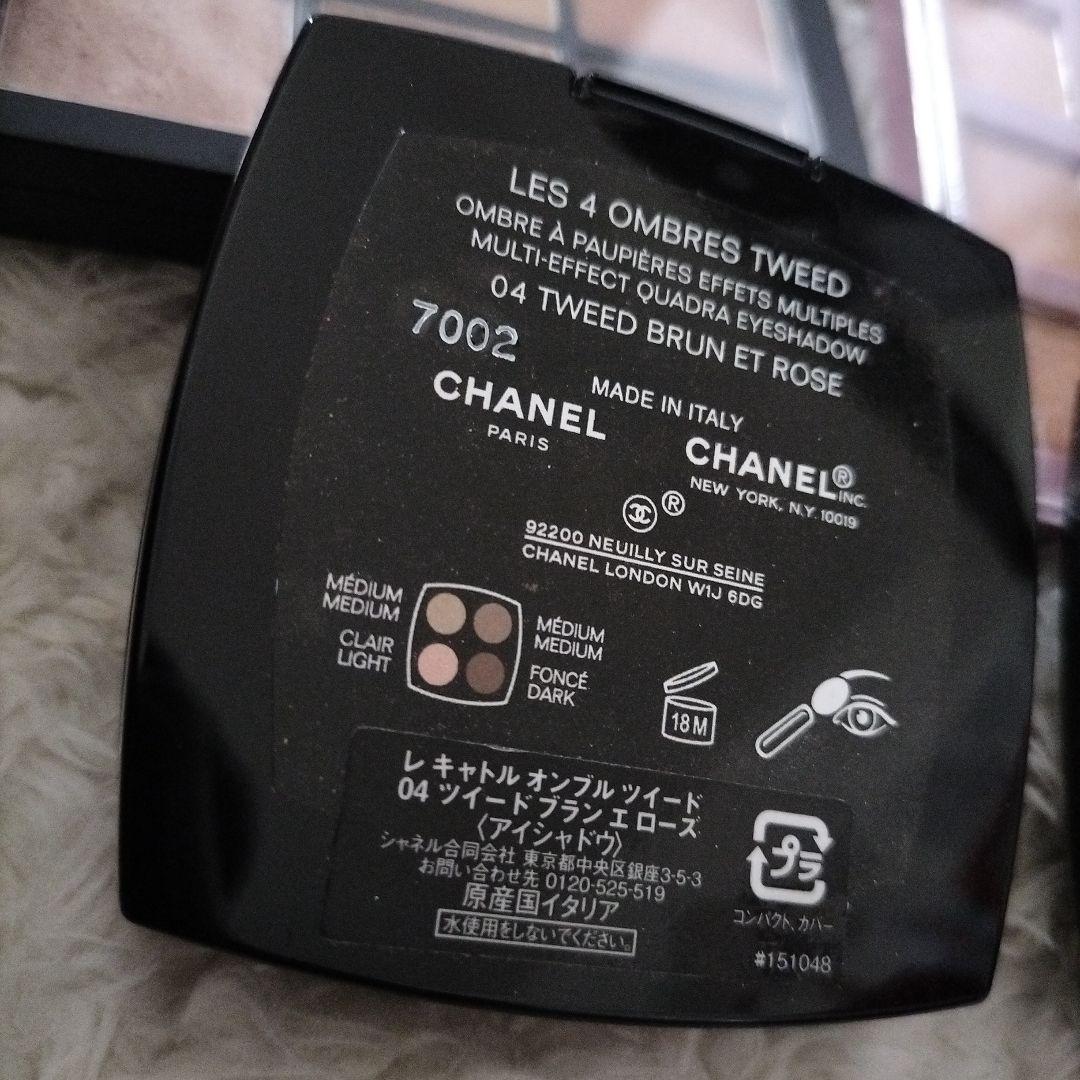 LES 4 OMBRES TWEED
OMBRE À PAUPIÈRES EFFETS MULTIPLES
MULTI-EFFECT QUADRA EYESHADOW
04 TWEED BRUN ET ROSE
7002
MADE IN ITALY
CHANEL
PARIS
CHANEL® INC.
NEW YORK, N.Y. 10019
®
92200 NEUILLY SUR SEINE
CHANEL LONDON W1J 6DG
MÉDIUM
MEDIUM
MÉDIUM
MEDIUM
CLAIR
LIGHT
FONCÉ
DARK
18 M
レ キャトル オンブル ツイード
04 ツイード ブラン エ ローズ
〈アイシャドウ〉
シャネル合同会社 東京都中央区銀座3-5-3
お問い合わせ先 0120-525-519
原産国イタリア
水使用をしないでください。
プラ
コンパクト、カバー
#151048